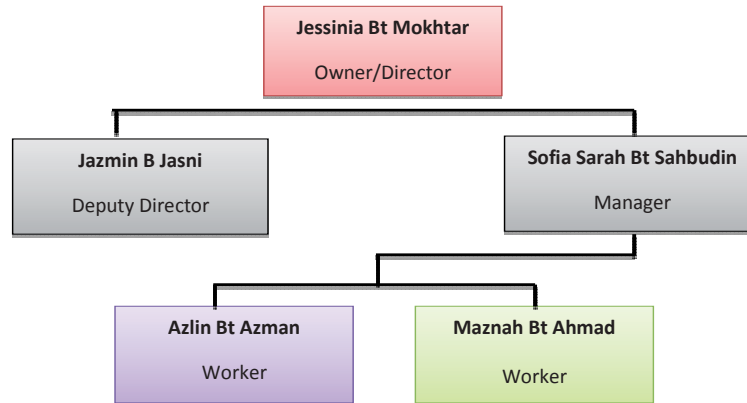 Jessinia Bt Mokhtar
Owner/Director
Jazmin B Jasni
Deputy Director
Sofia Sarah Bt Sahbudin
Manager
Azlin Bt Azman
Worker
Maznah Bt Ahmad
Worker